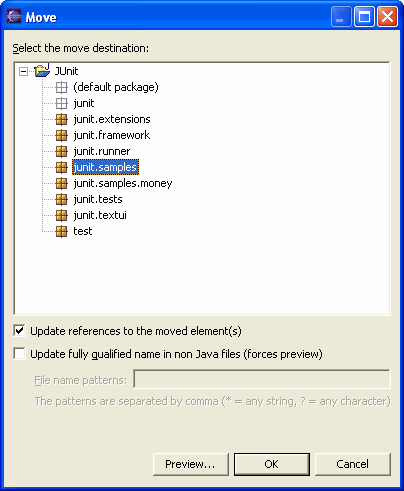 Move
Select the move destination:
JUnit
(default package)
junit
junit.extensions
junit.framework
junit.runner
junit.samples
junit.samples.money
junit.tests
junit.textui
test
Update references to the moved element(s)
Update fully qualified name in non Java files (forces preview)
File name patterns:
The patterns are separated by comma (* = any string, ? = any character)
Preview... OK Cancel